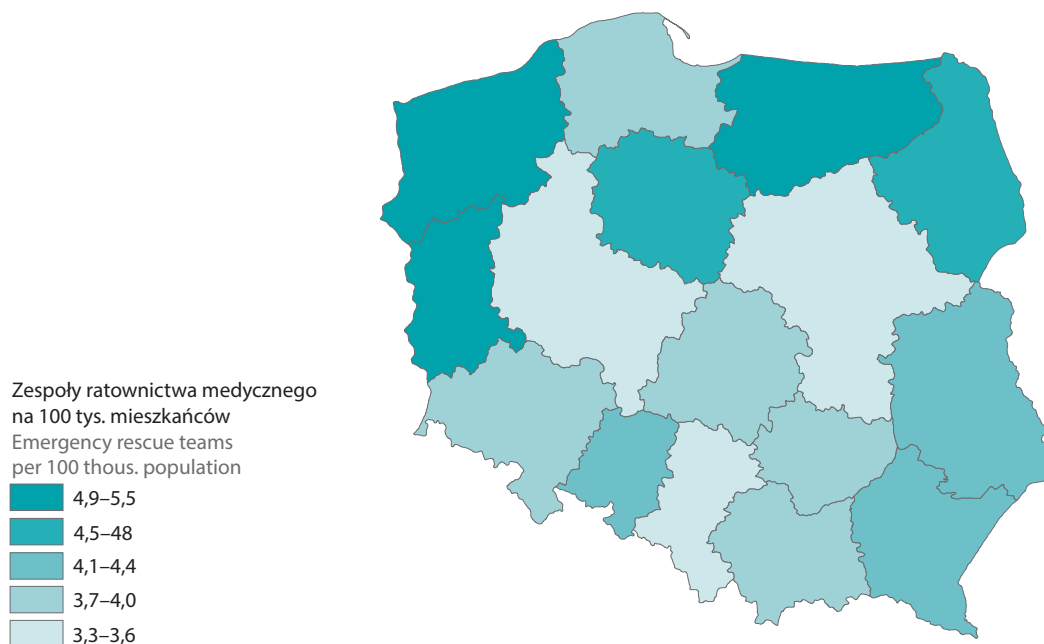 Zespoły ratownictwa medycznego
na 100 tys. mieszkańców
Emergency rescue teams
per 100 thous. population
4,9–5,5
4,5–48
4,1–4,4
3,7–4,0
3,3–3,6